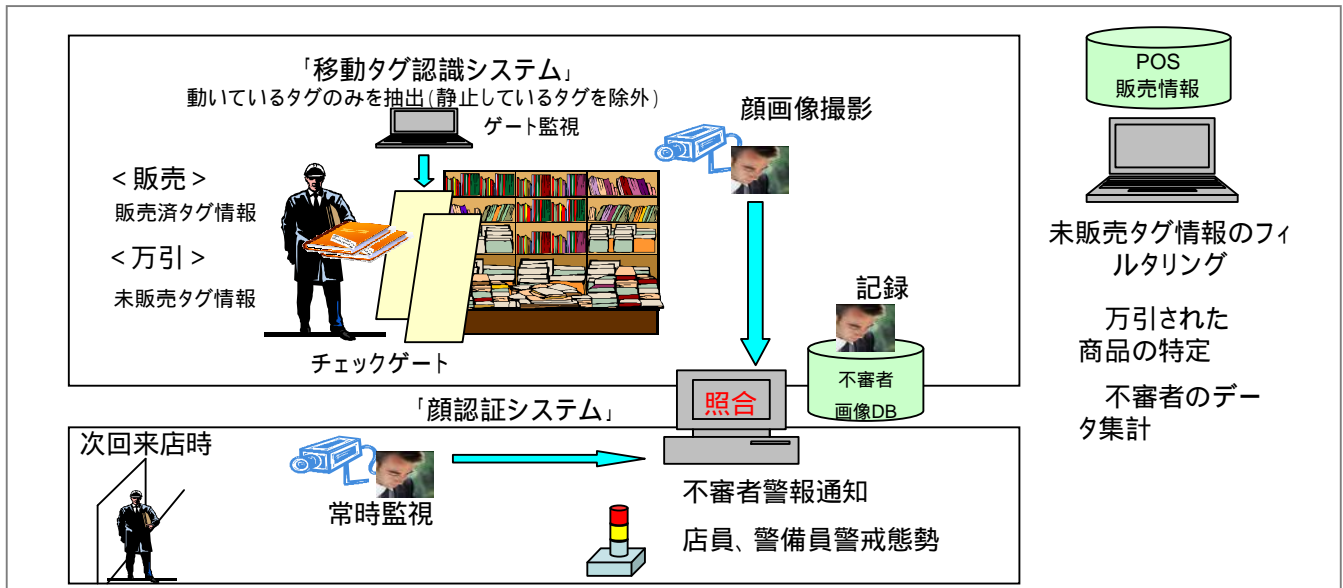 「移動タグ認識システム」
動いているタグのみを抽出(静止しているタグを除外)
ゲート監視
顔画像撮影
<販売>
販売済タグ情報
<万引>
未販売タグ情報
チェックゲート
記録
不審者
画像DB
照合
「顔認証システム」
次回来店時
常時監視
不審者警報通知
店員、警備員警戒態勢
POS
販売情報
未販売タグ情報のフィ
ルタリング
万引された
商品の特定
不審者のデー
タ集計